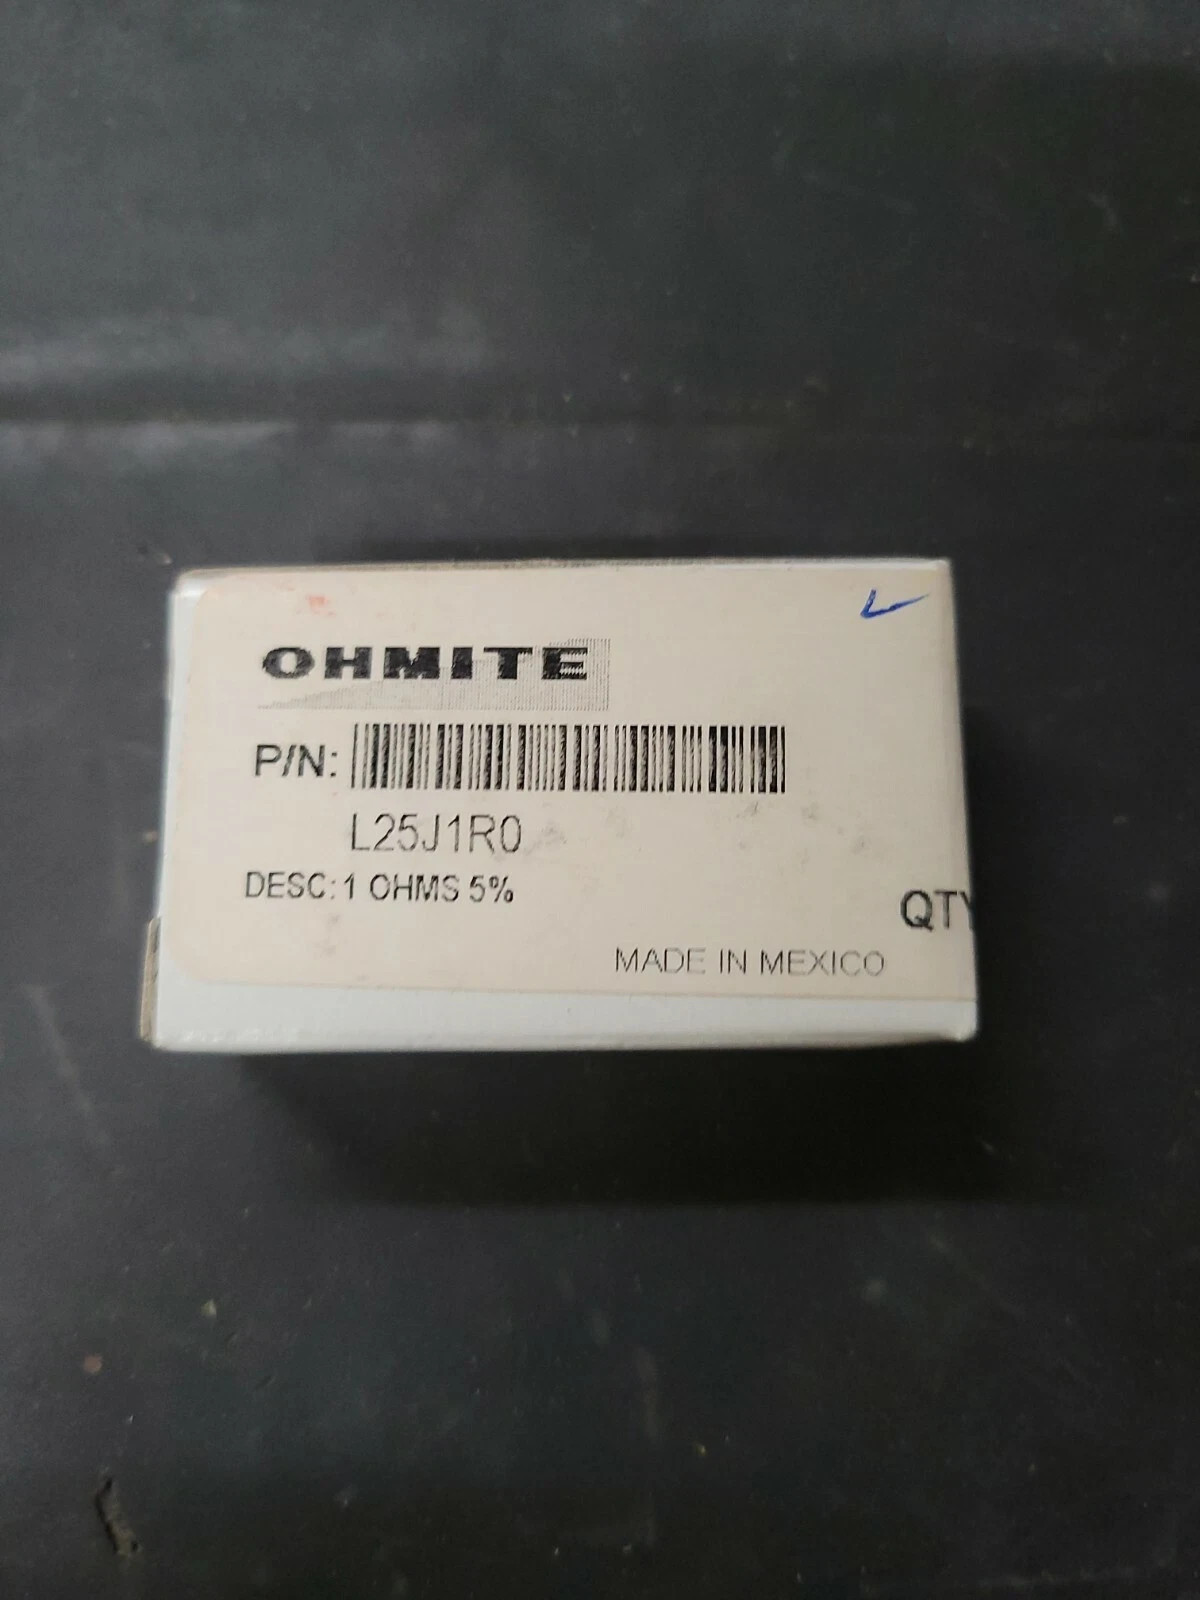 OHMITE
P/N:
L25J1R0
DESC: 1 OHMS 5%
QTY
MADE IN MEXICO